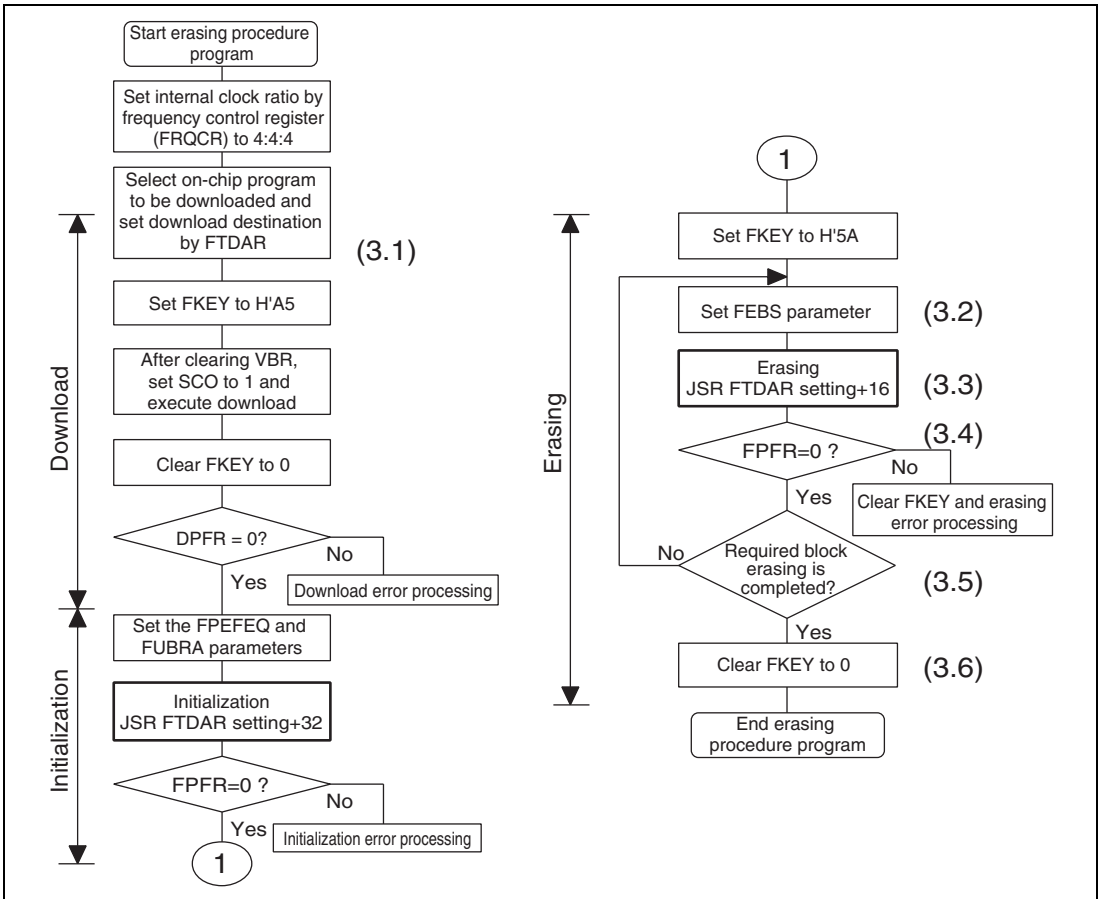 Start erasing procedure
program
Set internal clock ratio by
frequency control register
(FRQCR) to 4:4:4
Select on-chip program
to be downloaded and
set download destination
by FTDAR
(3.1)
Set FKEY to H'A5
After clearing VBR,
set SCO to 1 and
execute download
Clear FKEY to 0
DPFR = 0?
No
Yes
Download error processing
Download
Set the FPEFEQ and
FUBRA parameters
Initialization
JSR FTDAR setting+32
FPFR=0 ?
No
Yes
Initialization error processing
Initialization
1
1
Set FKEY to H'5A
Set FEBS parameter
(3.2)
Erasing
JSR FTDAR setting+16
(3.3)
(3.4)
FPFR=0 ?
No
Yes
Clear FKEY and erasing
error processing
No
Required block
erasing is
completed?
(3.5)
Yes
Clear FKEY to 0
(3.6)
Erasing
End erasing
procedure program